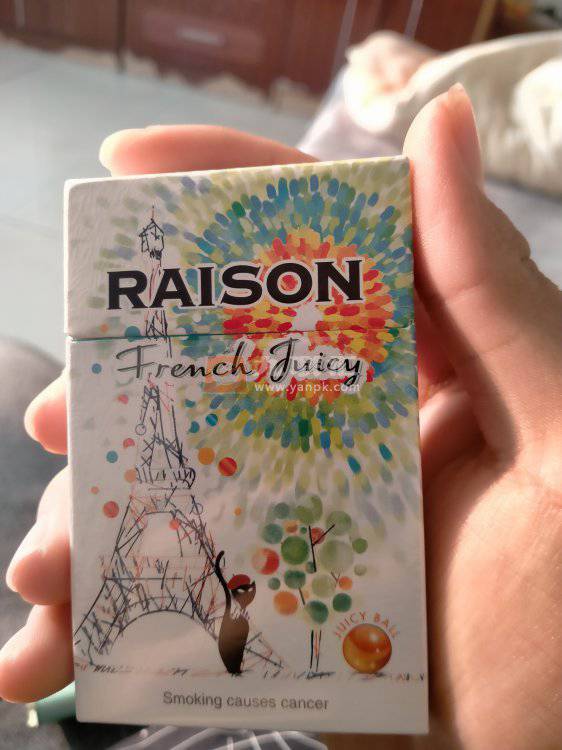 RAISON
French Juicy
www.yanpk.com
JUICY BALL
Smoking causes cancer